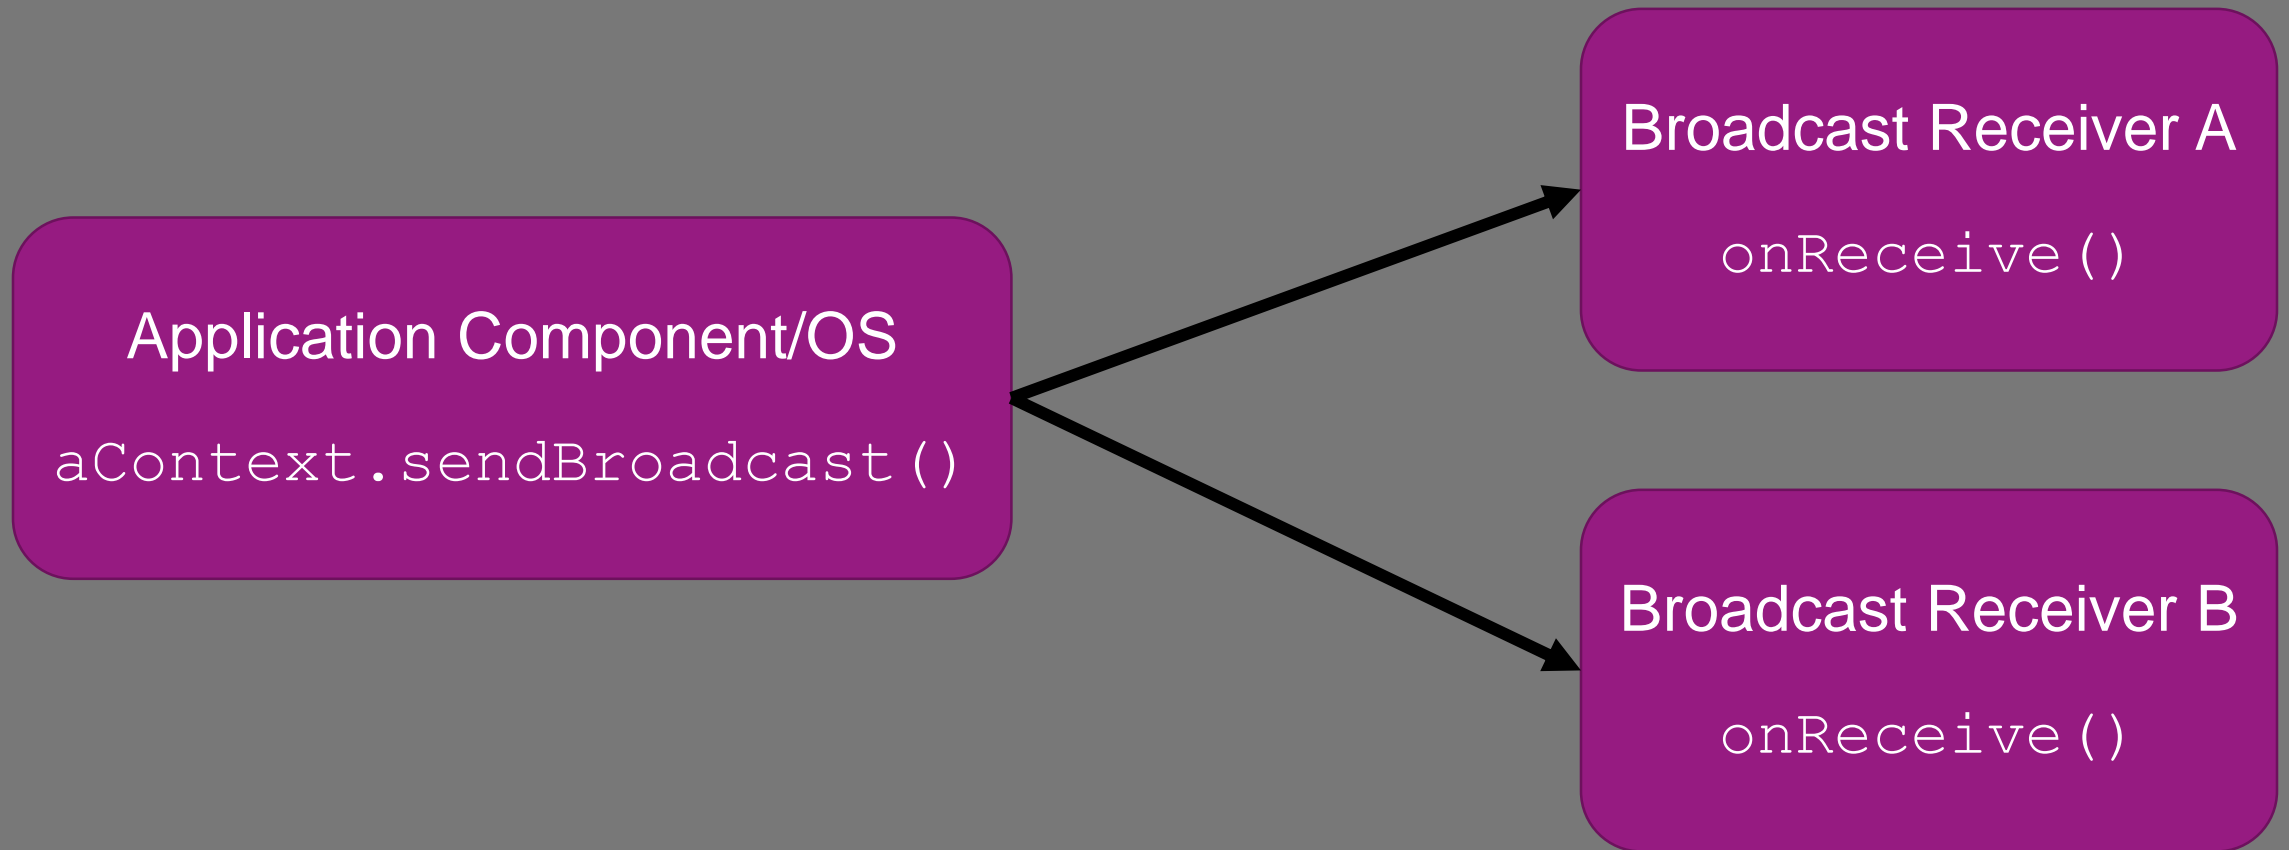 Application Component/OS
aContext.sendBroadcast()
Broadcast Receiver A
onReceive()
Broadcast Receiver B
onReceive()